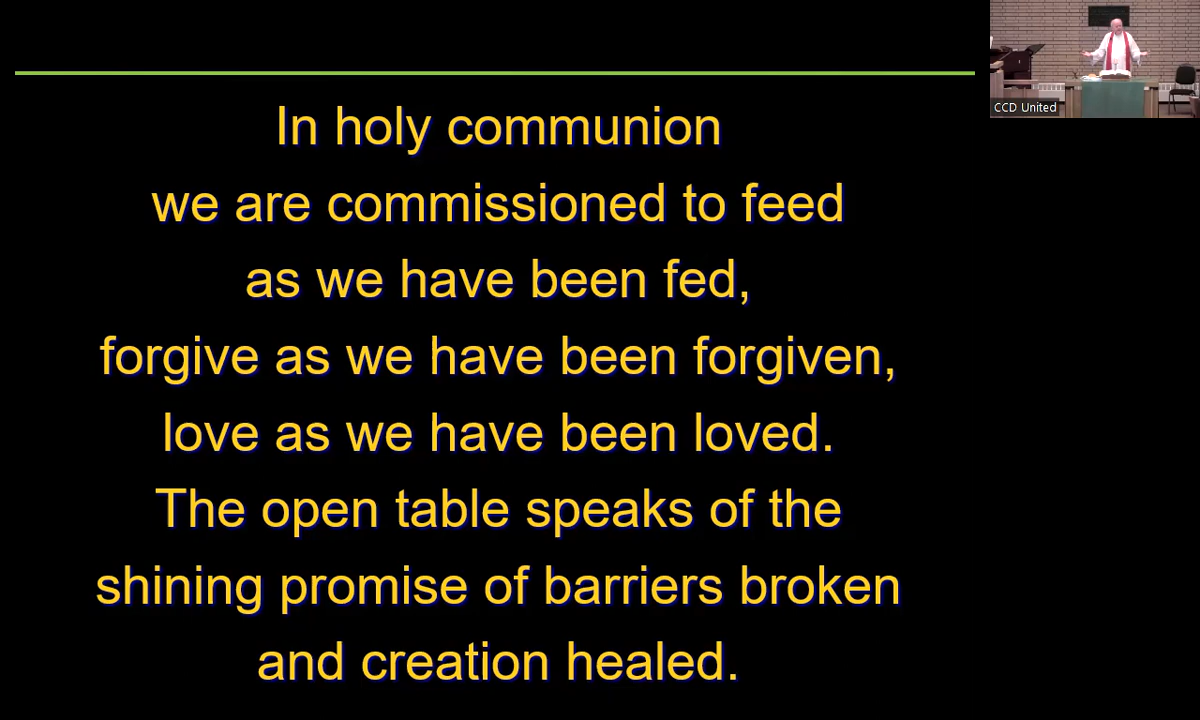 In holy communion
we are commissioned to feed
as we have been fed,
forgive as we have been forgiven,
love as we have been loved.
The open table speaks of the
shining promise of barriers broken
and creation healed.
CCD United